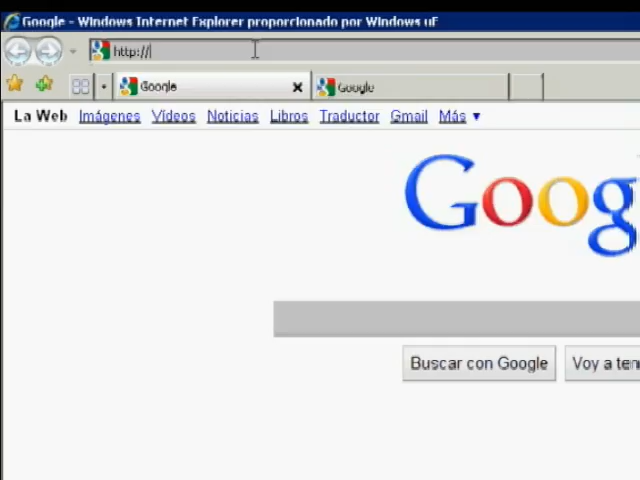 Google - Windows Internet Explorer proporcionado por Windows uE
http://
Google Google
La Web Imágenes Vídeos Noticias Libros Traductor Gmail Más
Goog
Buscar con Google Voy a ten